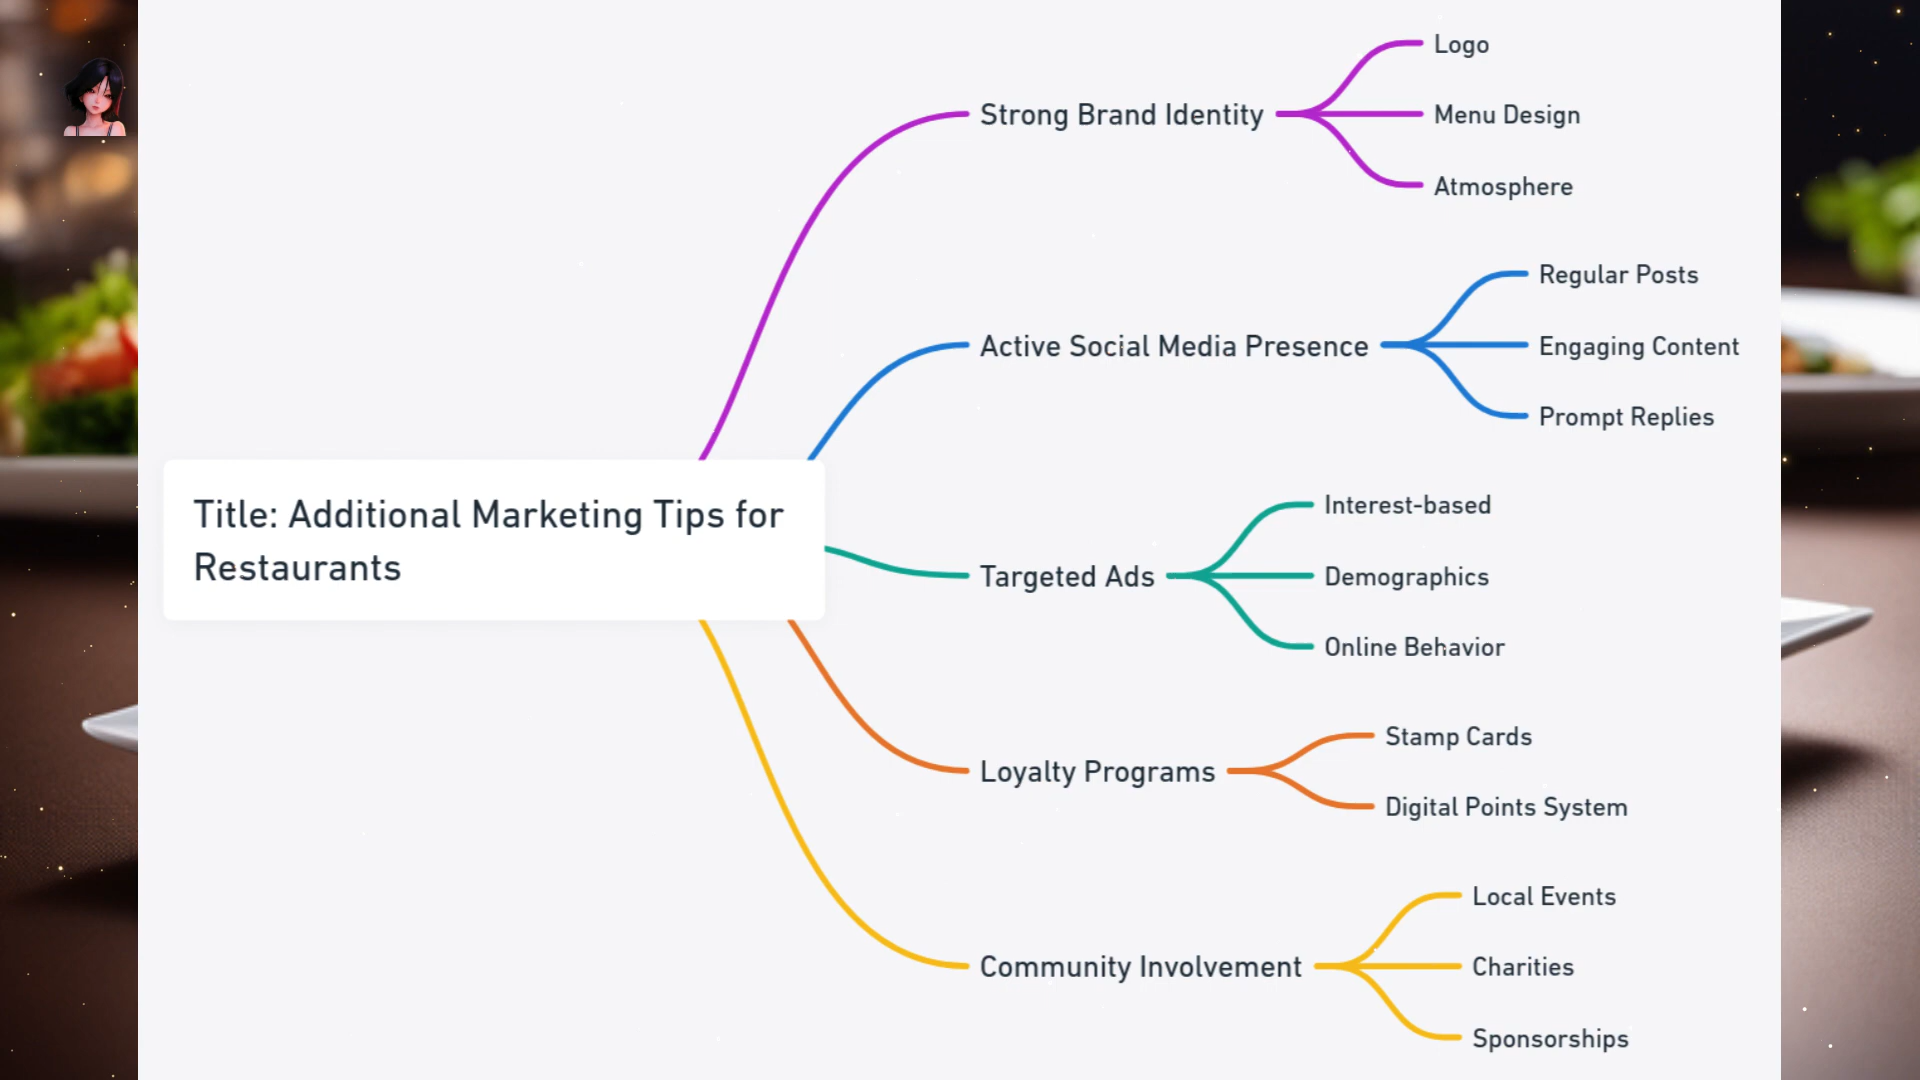 Title: Additional Marketing Tips for
Restaurants
Strong Brand Identity
Logo
Menu Design
Atmosphere
Active Social Media Presence
Regular Posts
Engaging Content
Prompt Replies
Targeted Ads
Interest-based
Demographics
Online Behavior
Loyalty Programs
Stamp Cards
Digital Points System
Community Involvement
Local Events
Charities
Sponsorships